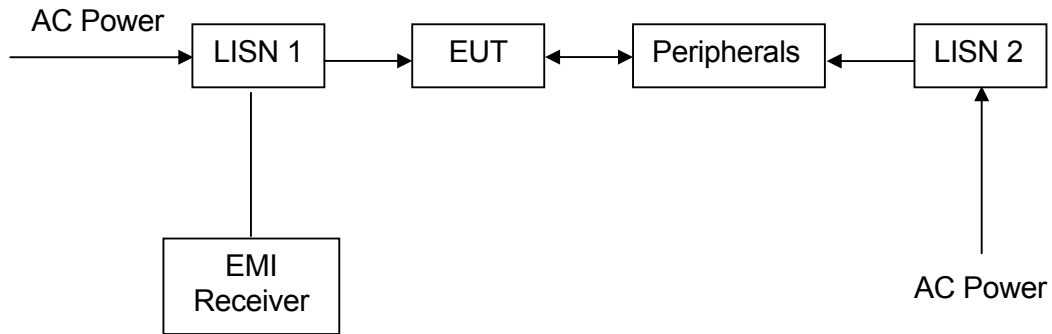 AC Power
LISN 1
EUT
Peripherals
LISN 2
EMI
Receiver
AC Power